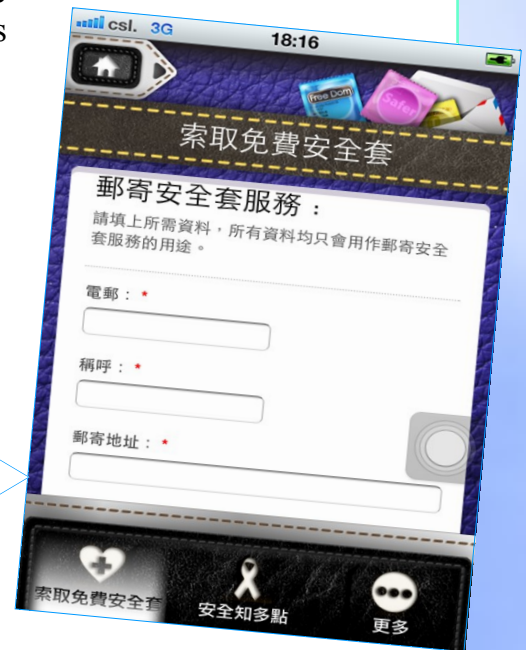 s
csl. 3G
18:16
Free Dom
Safer
索取免費安全套
郵寄安全套服務：
請填上所需資料，所有資料均只會用作郵寄安全
套服務的用途。
電郵： *
稱呼： *
郵寄地址： *
索取免費安全套
安全知多點
更多